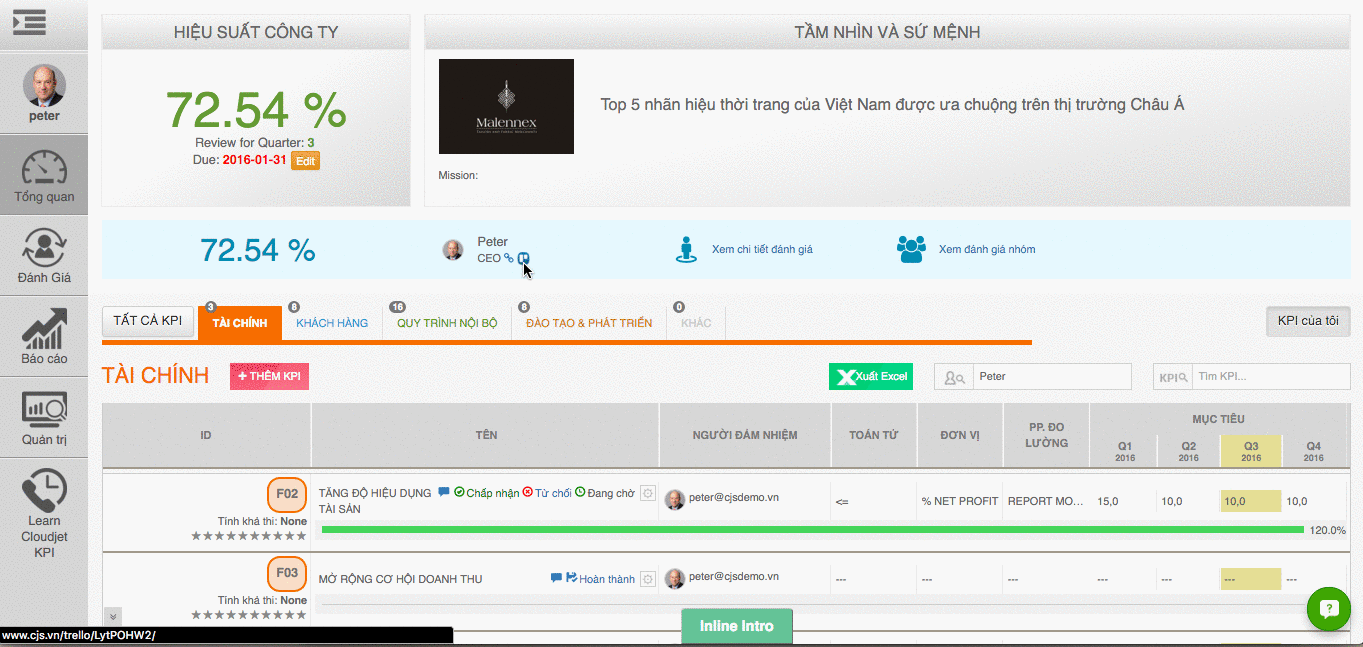 HIỆU SUẤT CÔNG TY
TẦM NHÌN VÀ SỨ MỆNH
peter
72.54 %
Review for Quarter: 3
Due: 2016-01-31 Edit
Malennex
Top 5 nhãn hiệu thời trang của Việt Nam được ưa chuộng trên thị trường Châu Á
Mission:
Tổng quan
Đánh Giá
Báo cáo
Quản trị
Learn
Cloudjet
KPI
72.54 %
Peter
CEO
Xem chi tiết đánh giá
Xem đánh giá nhóm
TẤT CẢ KPI
3 TÀI CHÍNH
8 KHÁCH HÀNG
16 QUY TRÌNH NỘI BỘ
8 ĐÀO TẠO & PHÁT TRIỂN
0 KHÁC
KPI của tôi
TÀI CHÍNH
+ THÊM KPI
Xuất Excel
Peter
KPI Tìm KPI...
ID
TÊN
NGƯỜI ĐẢM NHIỆM
TOÁN TỬ
ĐƠN VỊ
PP. ĐO
LƯỜNG
MỤC TIÊU
Q1 Q2 Q3 Q4
2016 2016 2016 2016
F02
Tính khả thi: None
TĂNG ĐỘ HIỆU DỤNG Chấp nhận Từ chối Đang chờ
TÀI SẢN
peter@cjsdemo.vn
<= % NET PROFIT REPORT MO... 15,0 10,0 10,0 10,0
120.0%
F03
Tính khả thi: None
MỞ RỘNG CƠ HỘI DOANH THU Hoàn thành
peter@cjsdemo.vn
--- --- --- --- --- --- ---
Inline Intro
www.cjs.vn/trello/LytPOHW2/